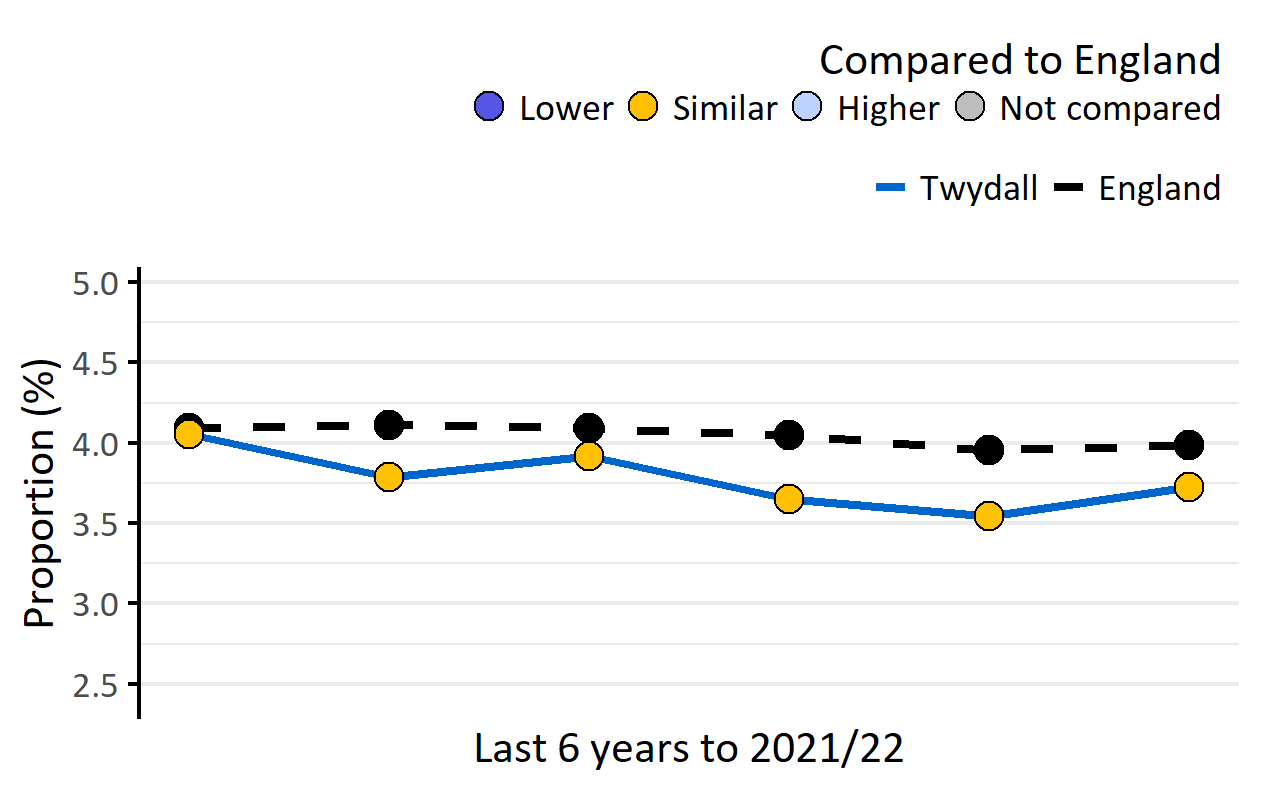 Compared to England
Lower Similar Higher Not compared
Twydall England
5.0
4.5
4.0
3.5
3.0
2.5
Proportion (%)
Last 6 years to 2021/22